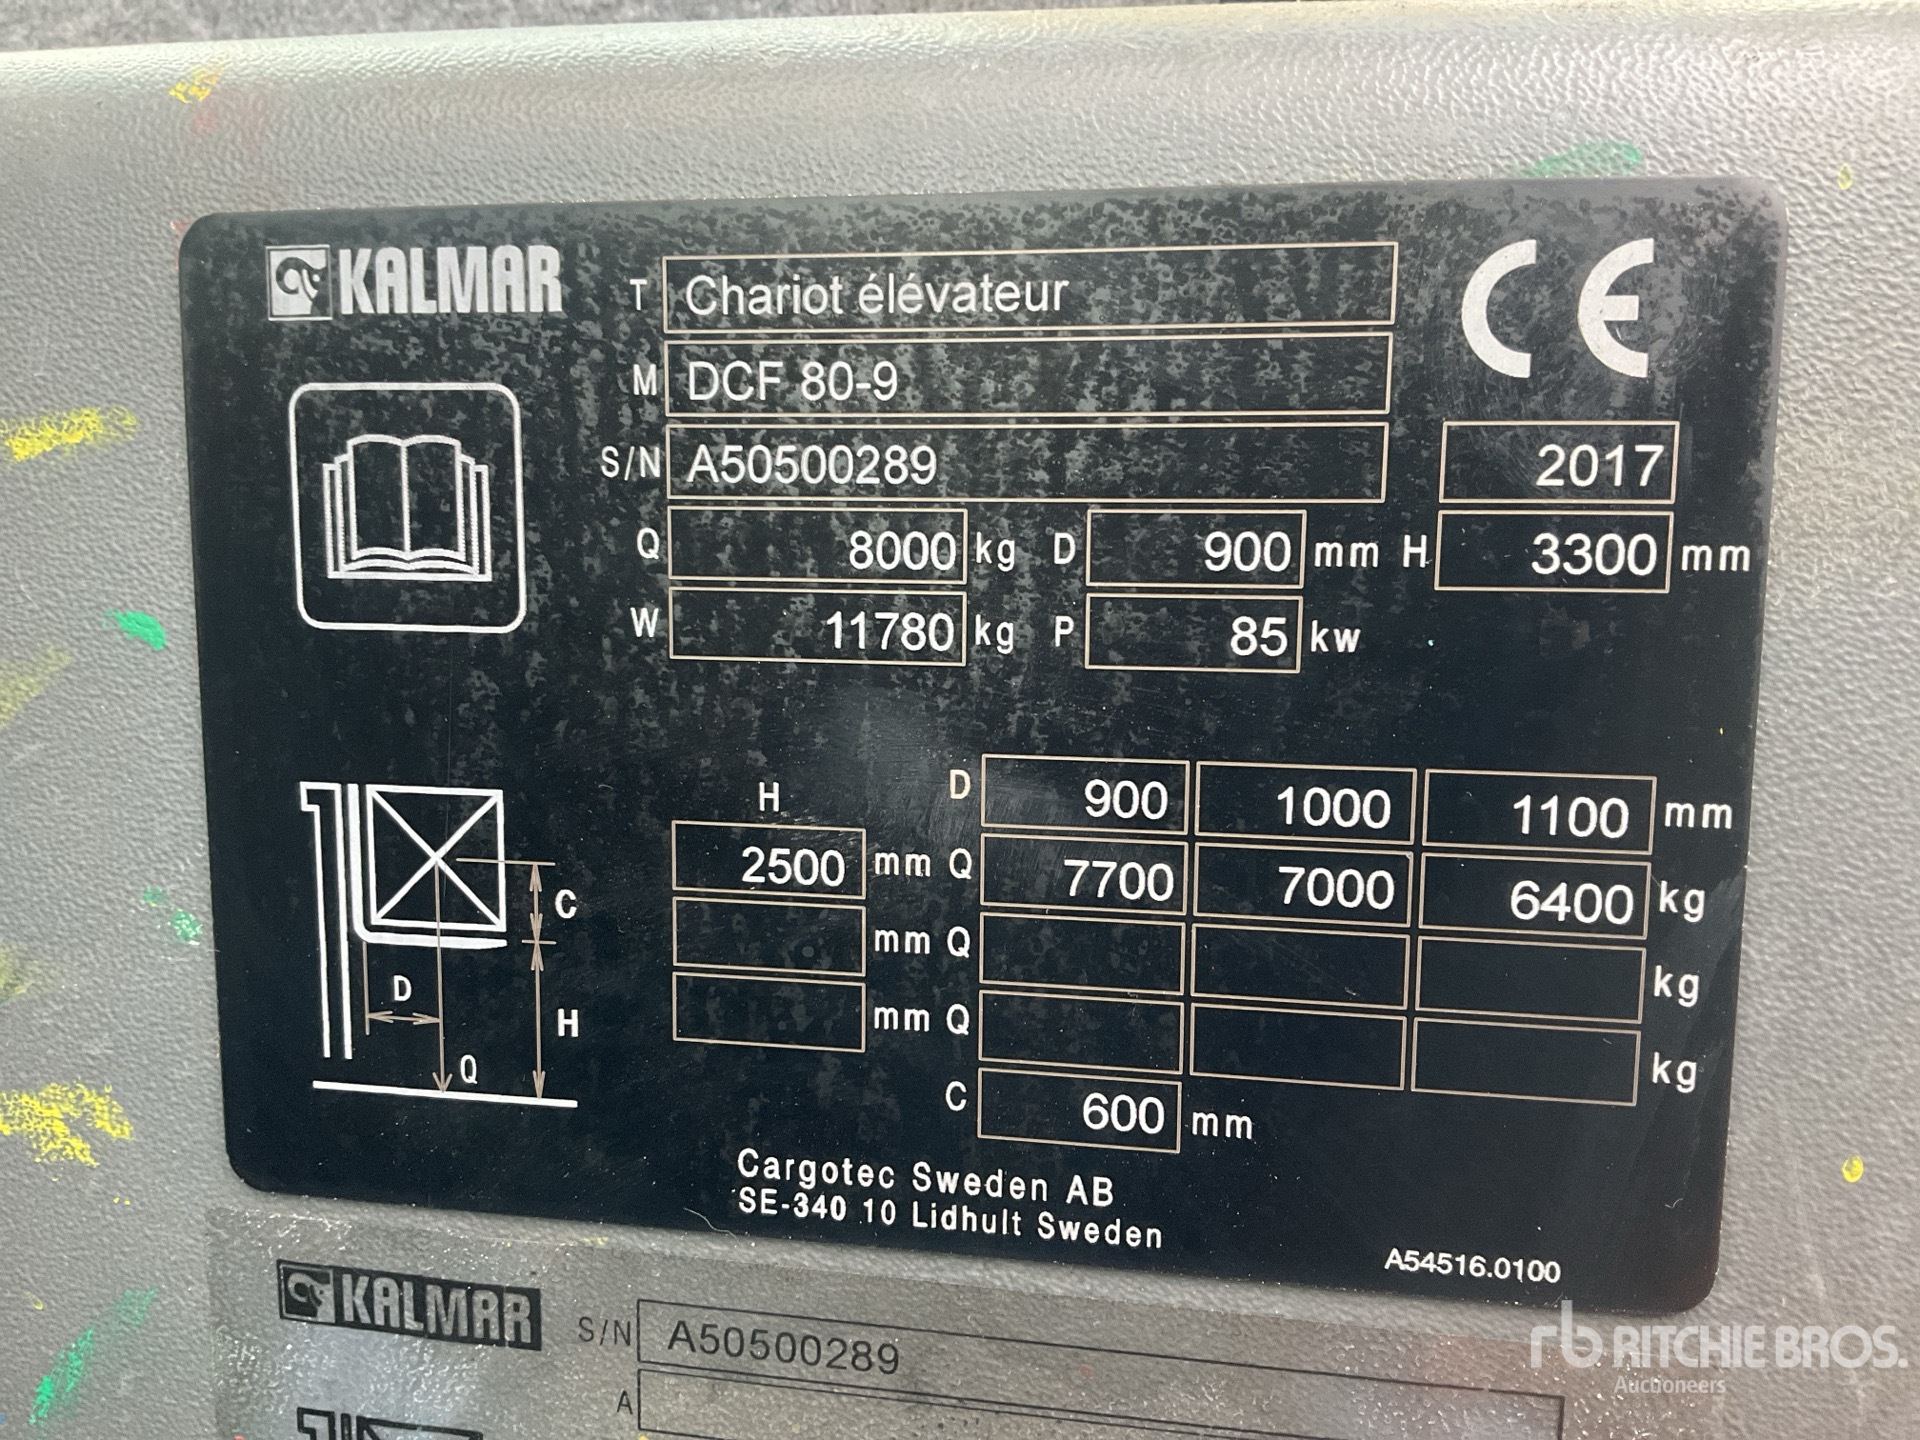 KALMAR
T Chariot élévateur
CE
M DCF 80-9
S/N A50500289 2017
Q 8000 kg D 900 mm H 3300 mm
W 11780 kg P 85 kw
H D 900 1000 1100 mm
2500 mm Q 7700 7000 6400 kg
mm Q kg
mm Q kg
C 600 mm
C
D
H
Q
Cargotec Sweden AB
SE-340 10 Lidhult Sweden
A54516.0100
KALMAR S/N A50500289
A
rb RITCHIE BROS.
Auctioneers